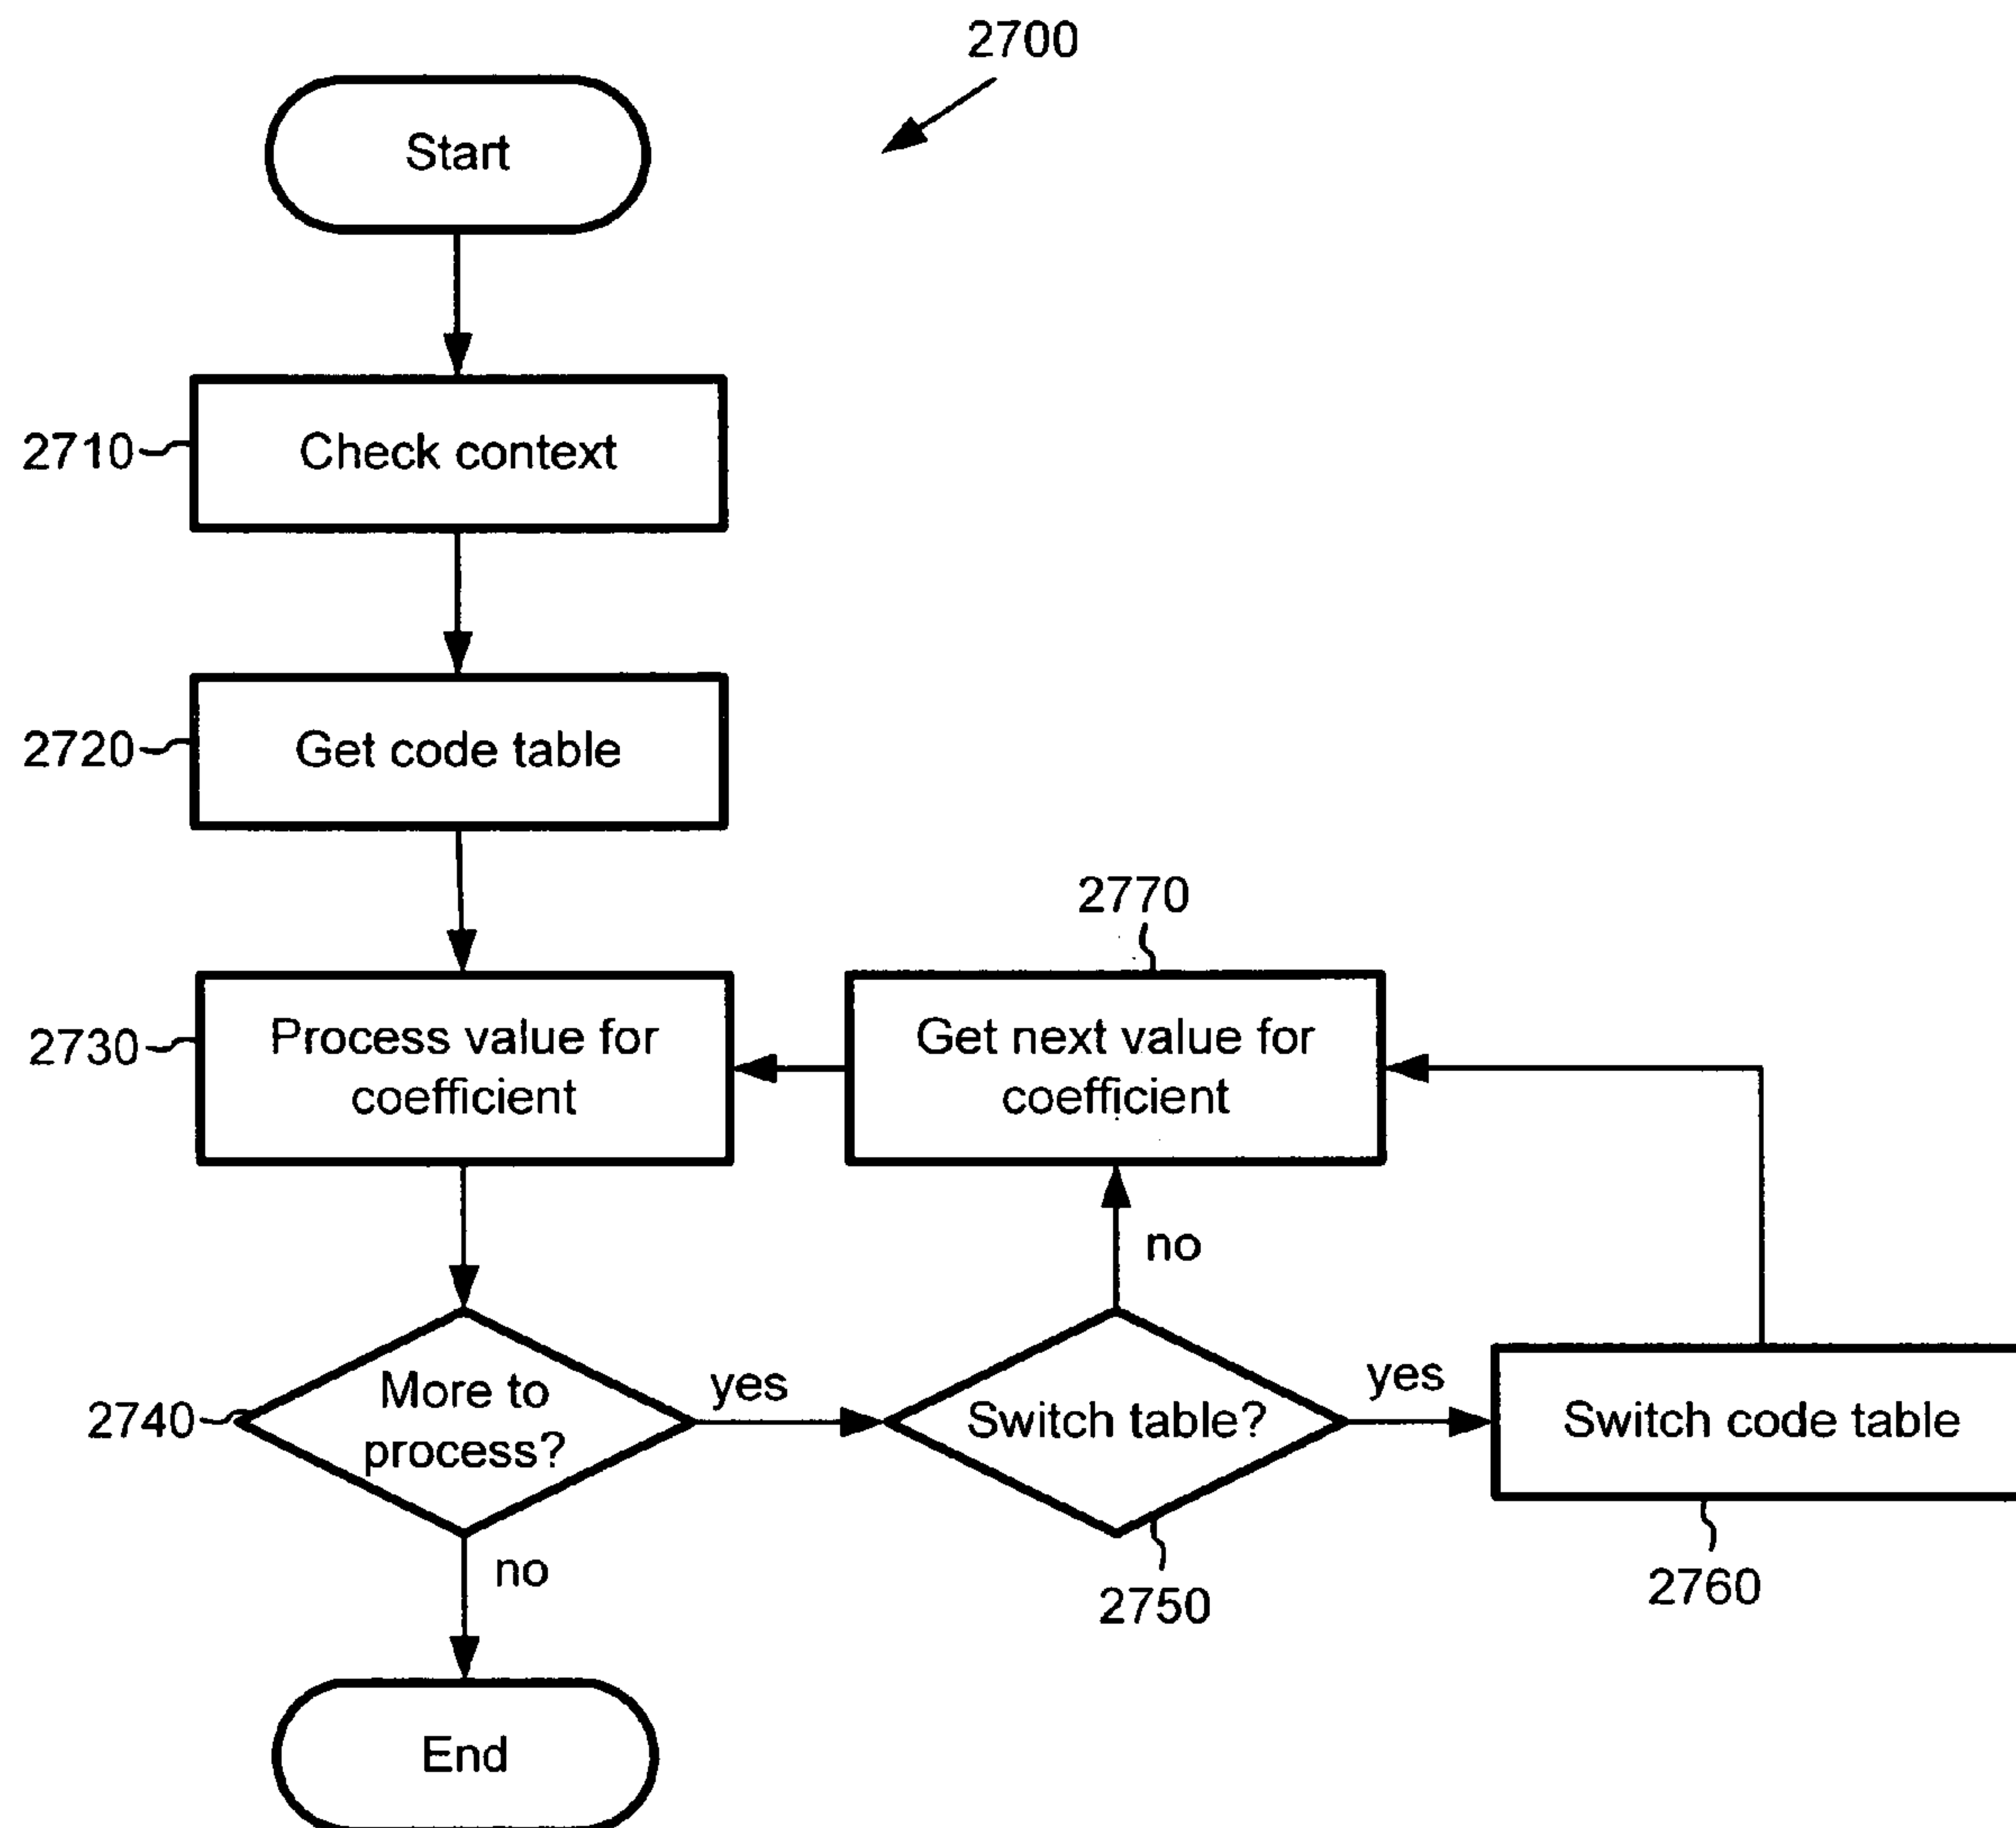 2700
Start
2710
Check context
2720
Get code table
2770
2730
Process value for
coefficient
Get next value for
coefficient
no
2740
More to
process?
yes
Switch table?
yes
Switch code table
no
2750
2760
End